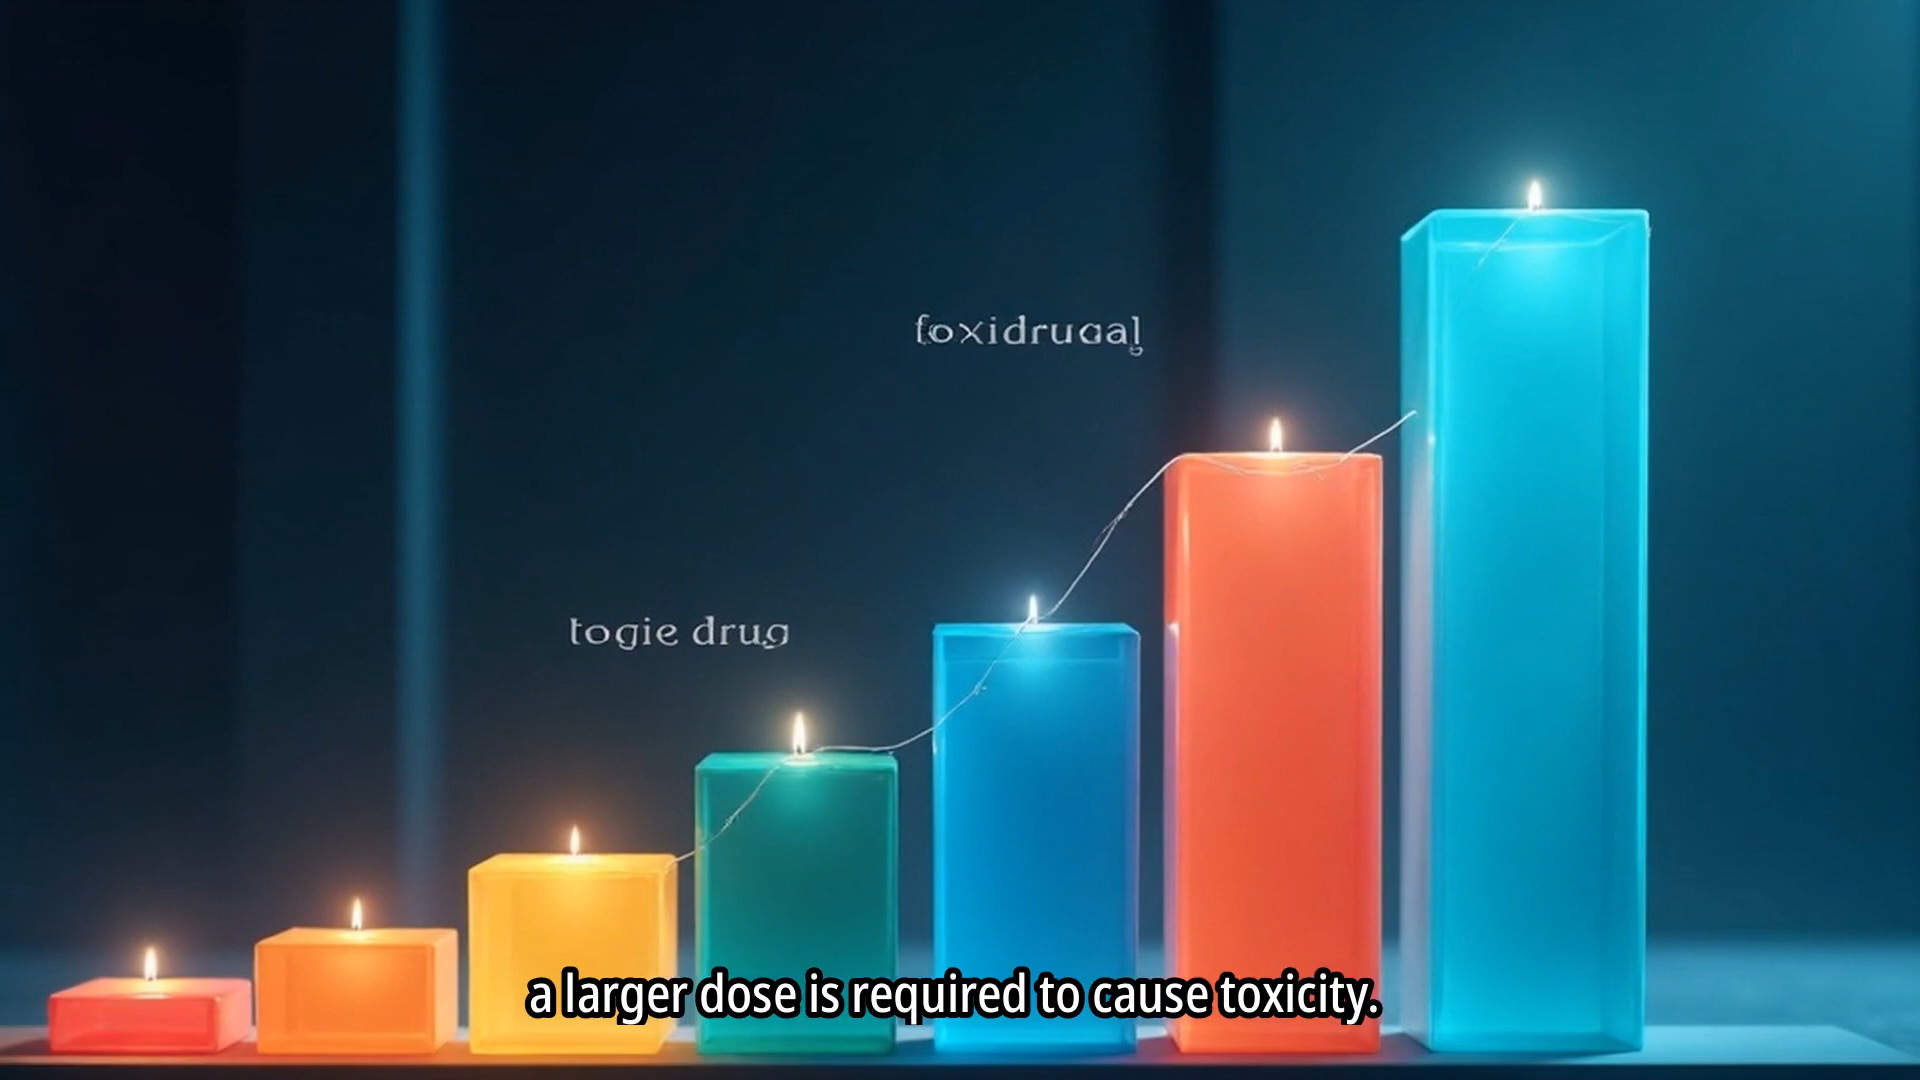 foxidrucal
togie drug
a larger dose is required to cause toxicity.